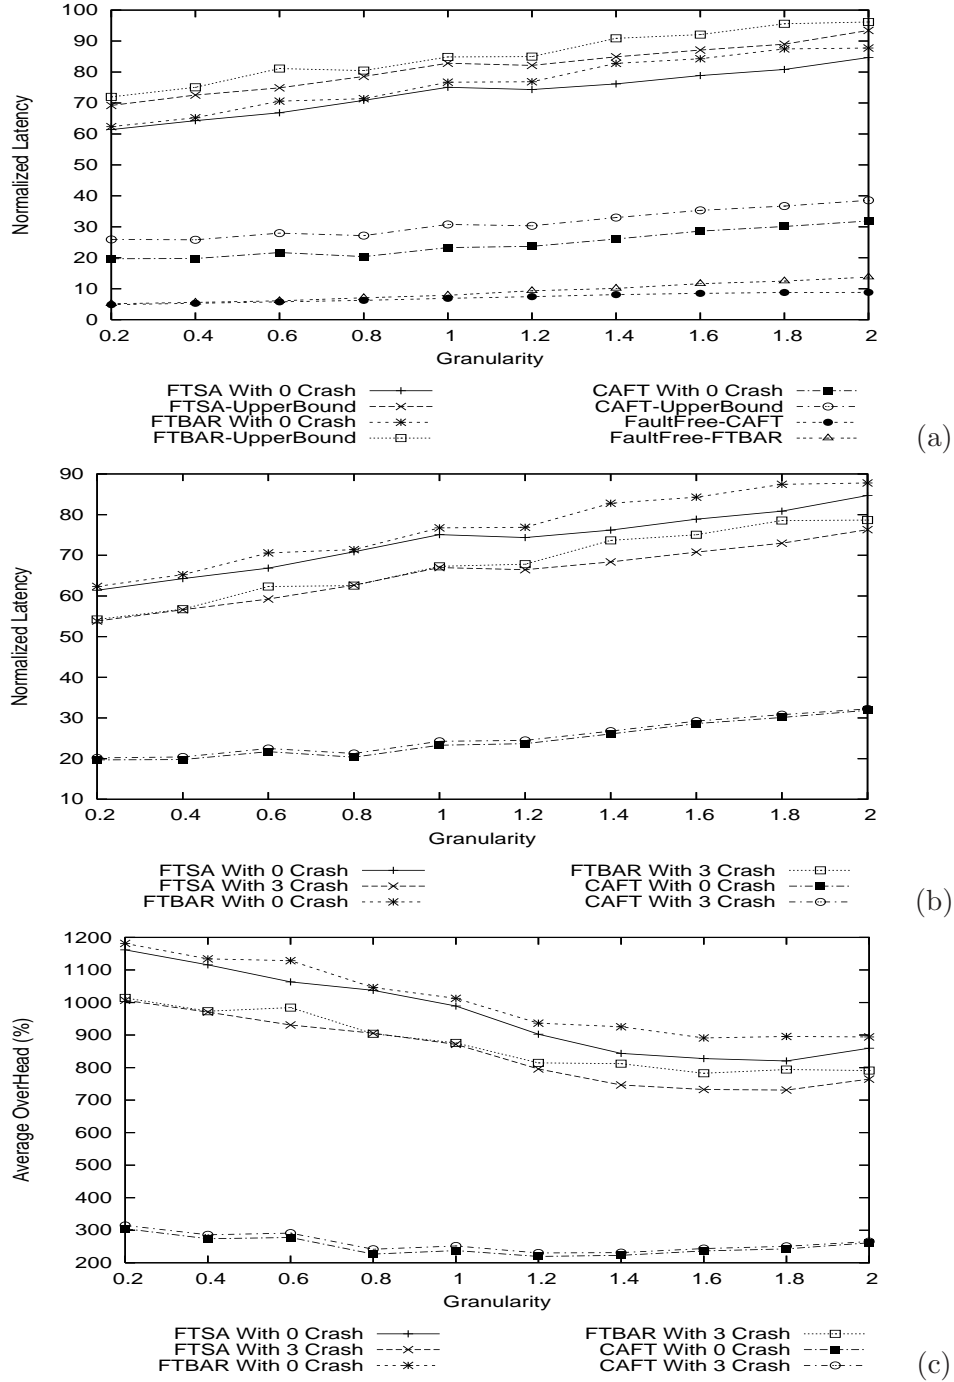 100
90
80
70
60
50
40
30
20
10
0
Normalized Latency
0.2 0.4 0.6 0.8 1 1.2 1.4 1.6 1.8 2
Granularity
FTSA With 0 Crash
FTSA-UpperBound
FTBAR With 0 Crash
FTBAR-UpperBound
CAFT With 0 Crash
CAFT-UpperBound
FaultFree-CAFT
FaultFree-FTBAR
(a)
90
80
70
60
50
40
30
20
10
Normalized Latency
0.2 0.4 0.6 0.8 1 1.2 1.4 1.6 1.8 2
Granularity
FTSA With 0 Crash
FTSA With 3 Crash
FTBAR With 0 Crash
FTBAR With 3 Crash
CAFT With 0 Crash
CAFT With 3 Crash
(b)
1200
1100
1000
900
800
700
600
500
400
300
200
Average OverHead (%)
0.2 0.4 0.6 0.8 1 1.2 1.4 1.6 1.8 2
Granularity
FTSA With 0 Crash
FTSA With 3 Crash
FTBAR With 0 Crash
FTBAR With 3 Crash
CAFT With 0 Crash
CAFT With 3 Crash
(c)